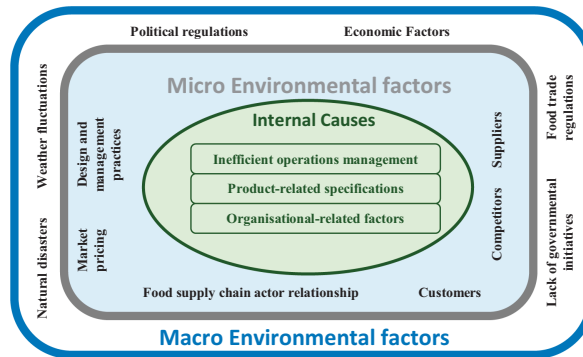 Political regulations
Economic Factors
Micro Environmental factors
Internal Causes
Inefficient operations management
Product-related specifications
Organisational-related factors
Weather fluctuations
Natural disasters
Design and
management
practices
Market
pricing
Suppliers
Competitors
Food trade
regulations
Lack of governmental
initiatives
Food supply chain actor relationship
Customers
Macro Environmental factors